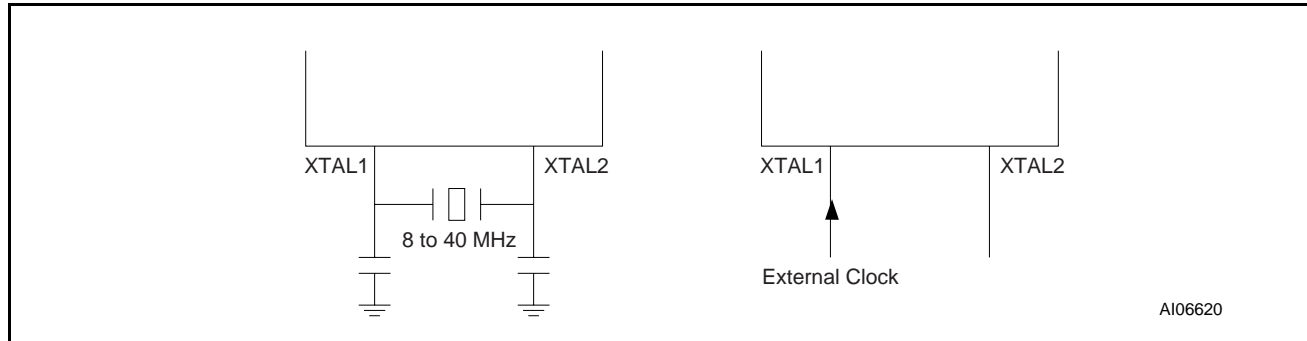 XTAL1
XTAL2
8 to 40 MHz
XTAL1
XTAL2
External Clock
AI06620